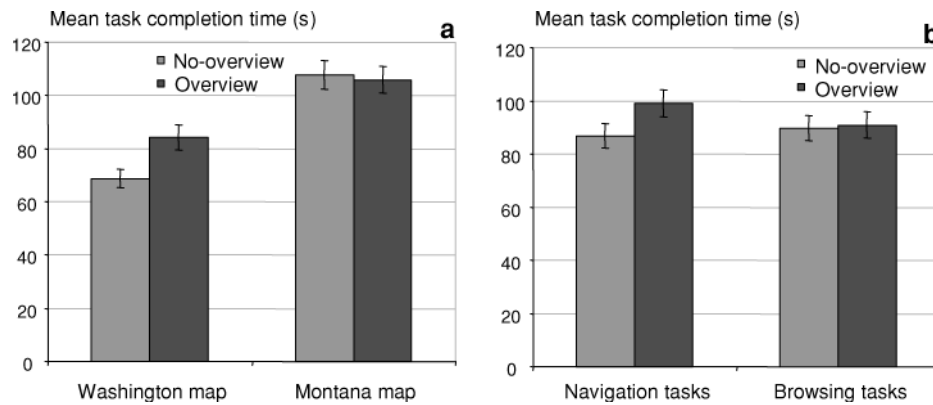 Mean task completion time (s)
a
120
100
80
60
40
20
0
No-overview
Overview
Washington map
Montana map
Mean task completion time (s)
b
120
100
80
60
40
20
0
No-overview
Overview
Navigation tasks
Browsing tasks